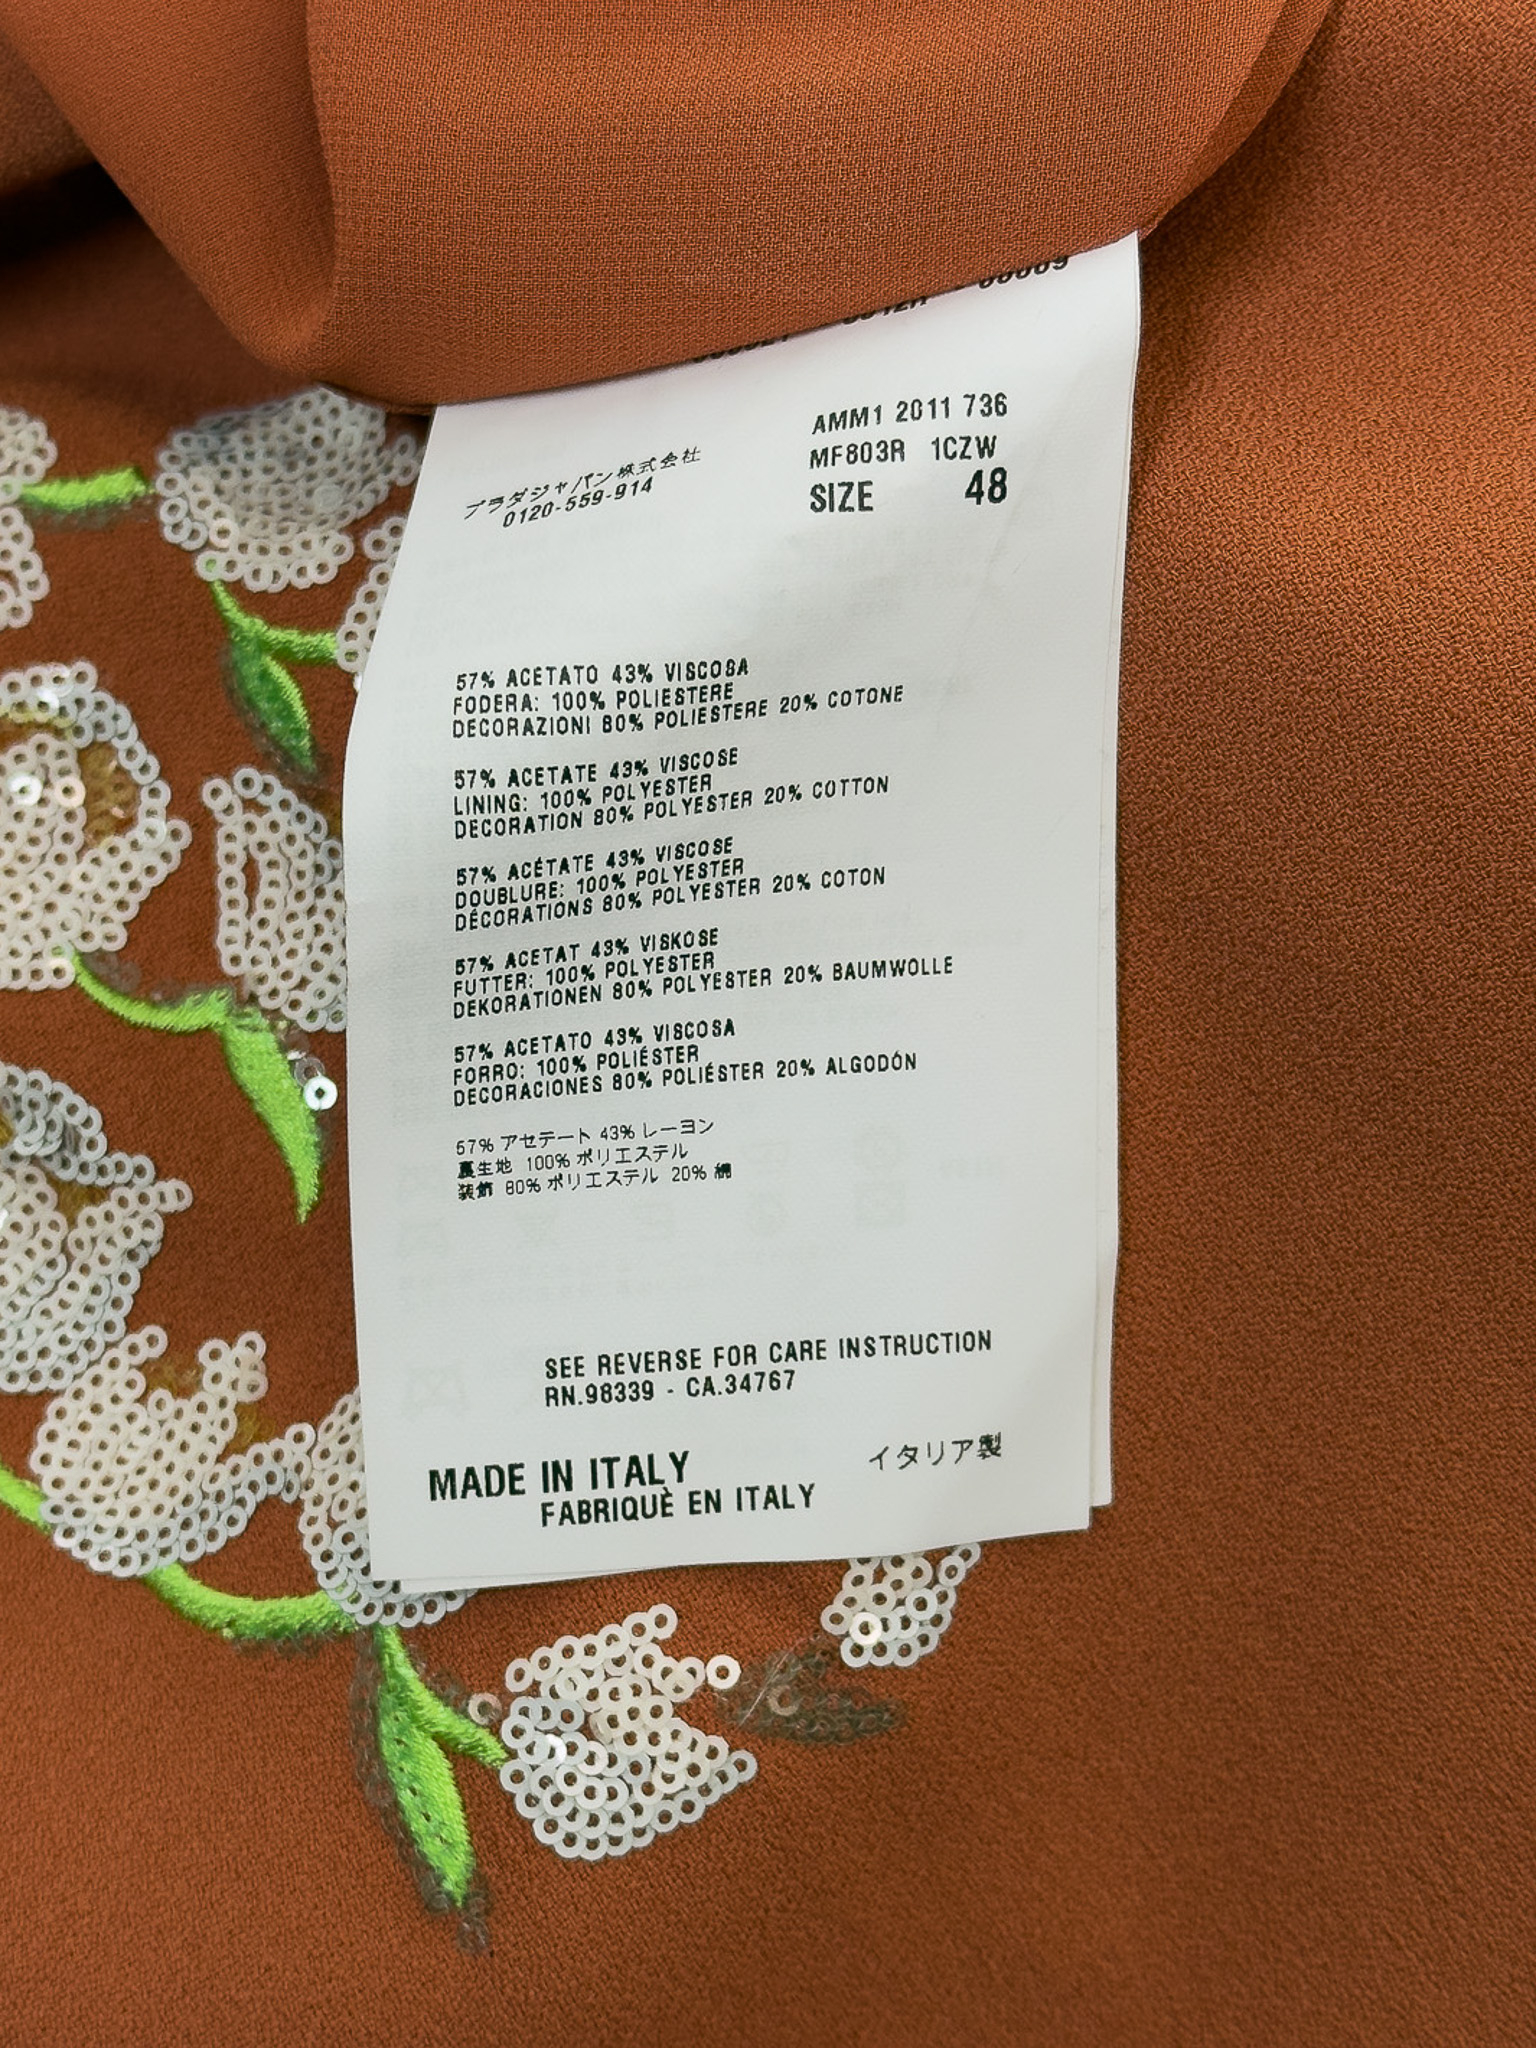 AMM1 2011 736
MF803R 1CZW
SIZE 48
プラダジャパン株式会社
0120-559-914
57% ACETATO 43% VISCOSA
FODERA: 100% POLIESTERE
DECORAZIONI 80% POLIESTERE 20% COTONE
57% ACETATE 43% VISCOSE
LINING: 100% POLYESTER
DECORATION 80% POLYESTER 20% COTTON
57% ACÉTATE 43% VISCOSE
DOUBLURE: 100% POLYESTER
DÉCORATIONS 80% POLYESTER 20% COTON
57% ACETAT 43% VISKOSE
FUTTER: 100% POLYESTER
DEKORATIONEN 80% POLYESTER 20% BAUMWOLLE
57% ACETATO 43% VISCOSA
FORRO: 100% POLIÉSTER
DECORACIONES 80% POLIÉSTER 20% ALGODÓN
57% アセテート 43% レーヨン
裏生地 100% ポリエステル
装飾 80% ポリエステル 20% 綿
SEE REVERSE FOR CARE INSTRUCTION
RN.98339 - CA.34767
MADE IN ITALY
イタリア製
FABRIQUÈ EN ITALY